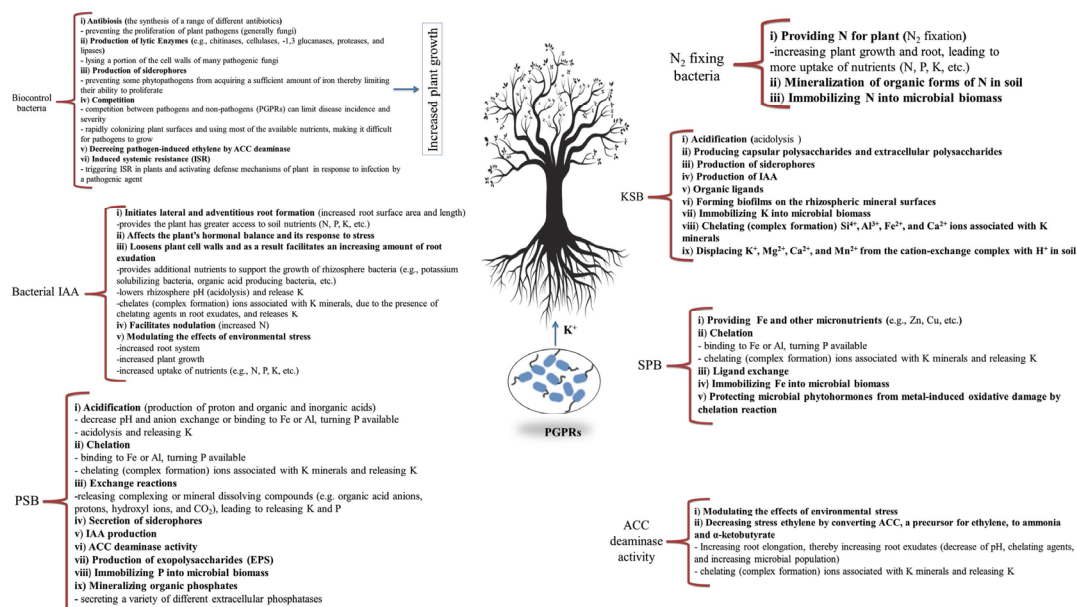 Biocontrol
bacteria
i) Antibiosis (the synthesis of a range of different antibiotics)
- preventing the proliferation of plant pathogens (generally fungi)
ii) Production of lytic Enzymes (e.g., chitinases, cellulases, -1,3 glucanases, proteases, and
lipases)
- lysing a portion of the cell walls of many pathogenic fungi
iii) Production of siderophores
- preventing some phytopathogens from acquiring a sufficient amount of iron thereby limiting
their ability to proliferate
iv) Competition
- competition between pathogens and non-pathogens (PGPRs) can limit disease incidence and
severity
- rapidly colonizing plant surfaces and using most of the available nutrients, making it difficult
for pathogens to grow
v) Decreeing pathogen-induced ethylene by ACC deaminase
vi) Induced systemic resistance (ISR)
- triggering ISR in plants and activating defense mechanisms of plant in response to infection by
a pathogenic agent
Increased plant growth
Bacterial IAA
i) Initiates lateral and adventitious root formation (increased root surface area and length)
-provides the plant has greater access to soil nutrients (N, P, K, etc.)
ii) Affects the plant's hormonal balance and its response to stress
iii) Loosens plant cell walls and as a result facilitates an increasing amount of root
exudation
-provides additional nutrients to support the growth of rhizosphere bacteria (e.g., potassium
solubilizing bacteria, organic acid producing bacteria, etc.)
-lowers rhizosphere pH (acidolysis) and release K
-chelates (complex formation) ions associated with K minerals, due to the presence of
chelating agents in root exudates, and releases K
iv) Facilitates nodulation (increased N)
v) Modulating the effects of environmental stress
-increased root system
-increased plant growth
-increased uptake of nutrients (e.g., N, P, K, etc.)
PSB
i) Acidification (production of proton and organic and inorganic acids)
- decrease pH and anion exchange or binding to Fe or Al, turning P available
- acidolysis and releasing K
ii) Chelation
- binding to Fe or Al, turning P available
- chelating (complex formation) ions associated with K minerals and releasing K
iii) Exchange reactions
-releasing complexing or mineral dissolving compounds (e.g. organic acid anions,
protons, hydroxyl ions, and CO₂), leading to releasing K and P
iv) Secretion of siderophores
v) IAA production
vi) ACC deaminase activity
vii) Production of exopolysaccharides (EPS)
viii) Immobilizing P into microbial biomass
ix) Mineralizing organic phosphates
- secreting a variety of different extracellular phosphatases
K⁺
PGPRs
N₂ fixing
bacteria
i) Providing N for plant (N₂ fixation)
-increasing plant growth and root, leading to
more uptake of nutrients (N, P, K, etc.)
ii) Mineralization of organic forms of N in soil
iii) Immobilizing N into microbial biomass
KSB
i) Acidification (acidolysis )
ii) Producing capsular polysaccharides and extracellular polysaccharides
iii) Production of siderophores
iv) Production of IAA
v) Organic ligands
vi) Forming biofilms on the rhizospheric mineral surfaces
vii) Immobilizing K into microbial biomass
viii) Chelating (complex formation) Si⁴⁺, Al³⁺, Fe²⁺, and Ca²⁺ ions associated with K
minerals
ix) Displacing K⁺, Mg²⁺, Ca²⁺, and Mn²⁺ from the cation-exchange complex with H⁺ in soil
SPB
i) Providing Fe and other micronutrients (e.g., Zn, Cu, etc.)
ii) Chelation
- binding to Fe or Al, turning P available
- chelating (complex formation) ions associated with K minerals and releasing K
iii) Ligand exchange
iv) Immobilizing Fe into microbial biomass
v) Protecting microbial phytohormones from metal-induced oxidative damage by
chelation reaction
ACC
deaminase
activity
i) Modulating the effects of environmental stress
ii) Decreasing stress ethylene by converting ACC, a precursor for ethylene, to ammonia
and α-ketobutyrate
- Increasing root elongation, thereby increasing root exudates (decrease of pH, chelating agents,
and increasing microbial population)
- chelating (complex formation) ions associated with K minerals and releasing K